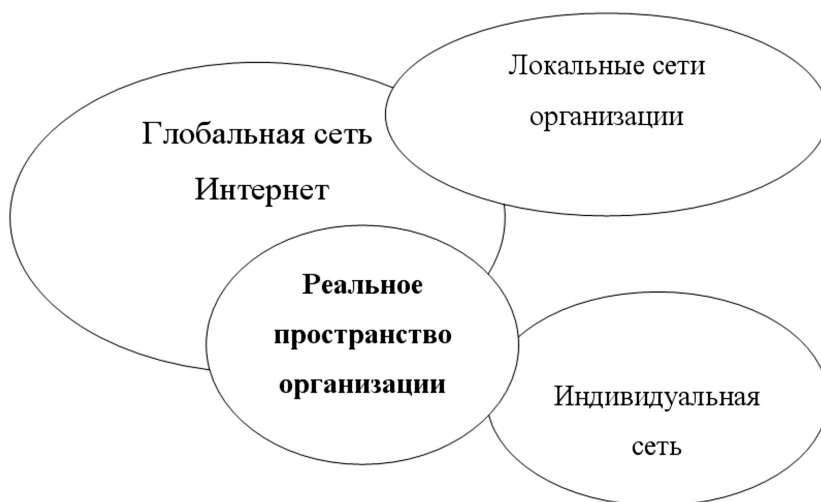 Локальные сети
организации
Глобальная сеть
Интернет
Реальное
пространство
организации
Индивидуальная
сеть